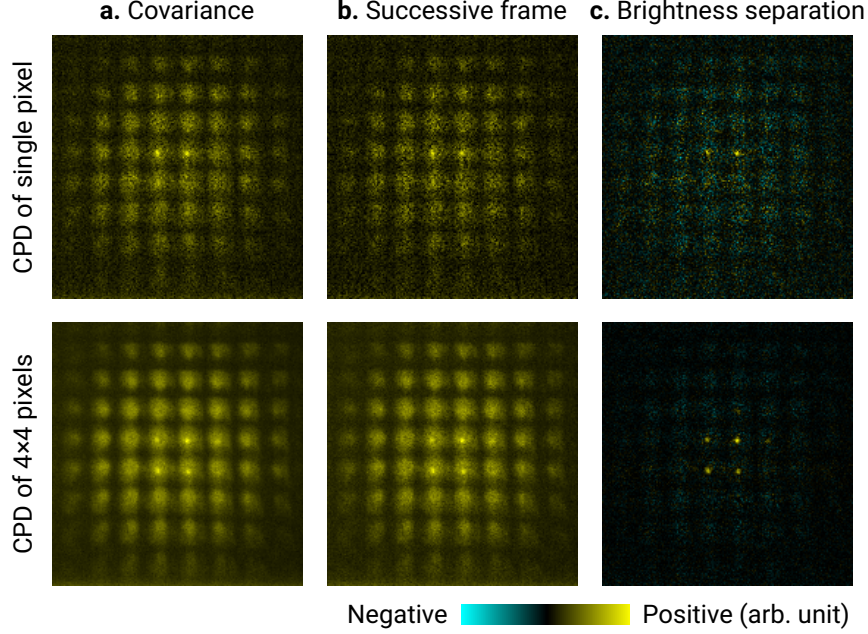 a. Covariance
b. Successive frame
c. Brightness separation
CPD of single pixel
CPD of 4×4 pixels
Negative
Positive (arb. unit)